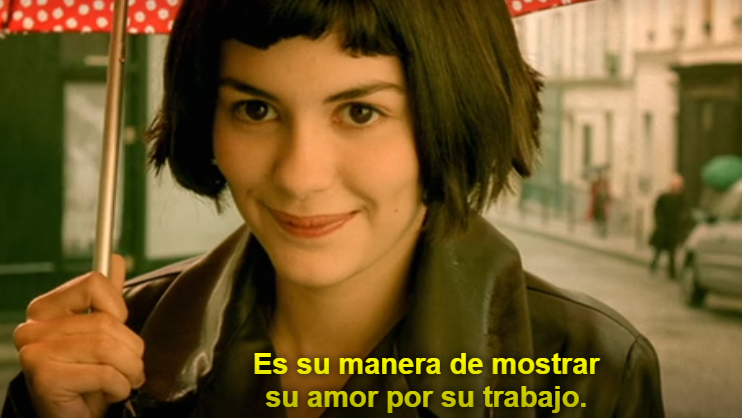 Es su manera de mostrar
su amor por su trabajo.